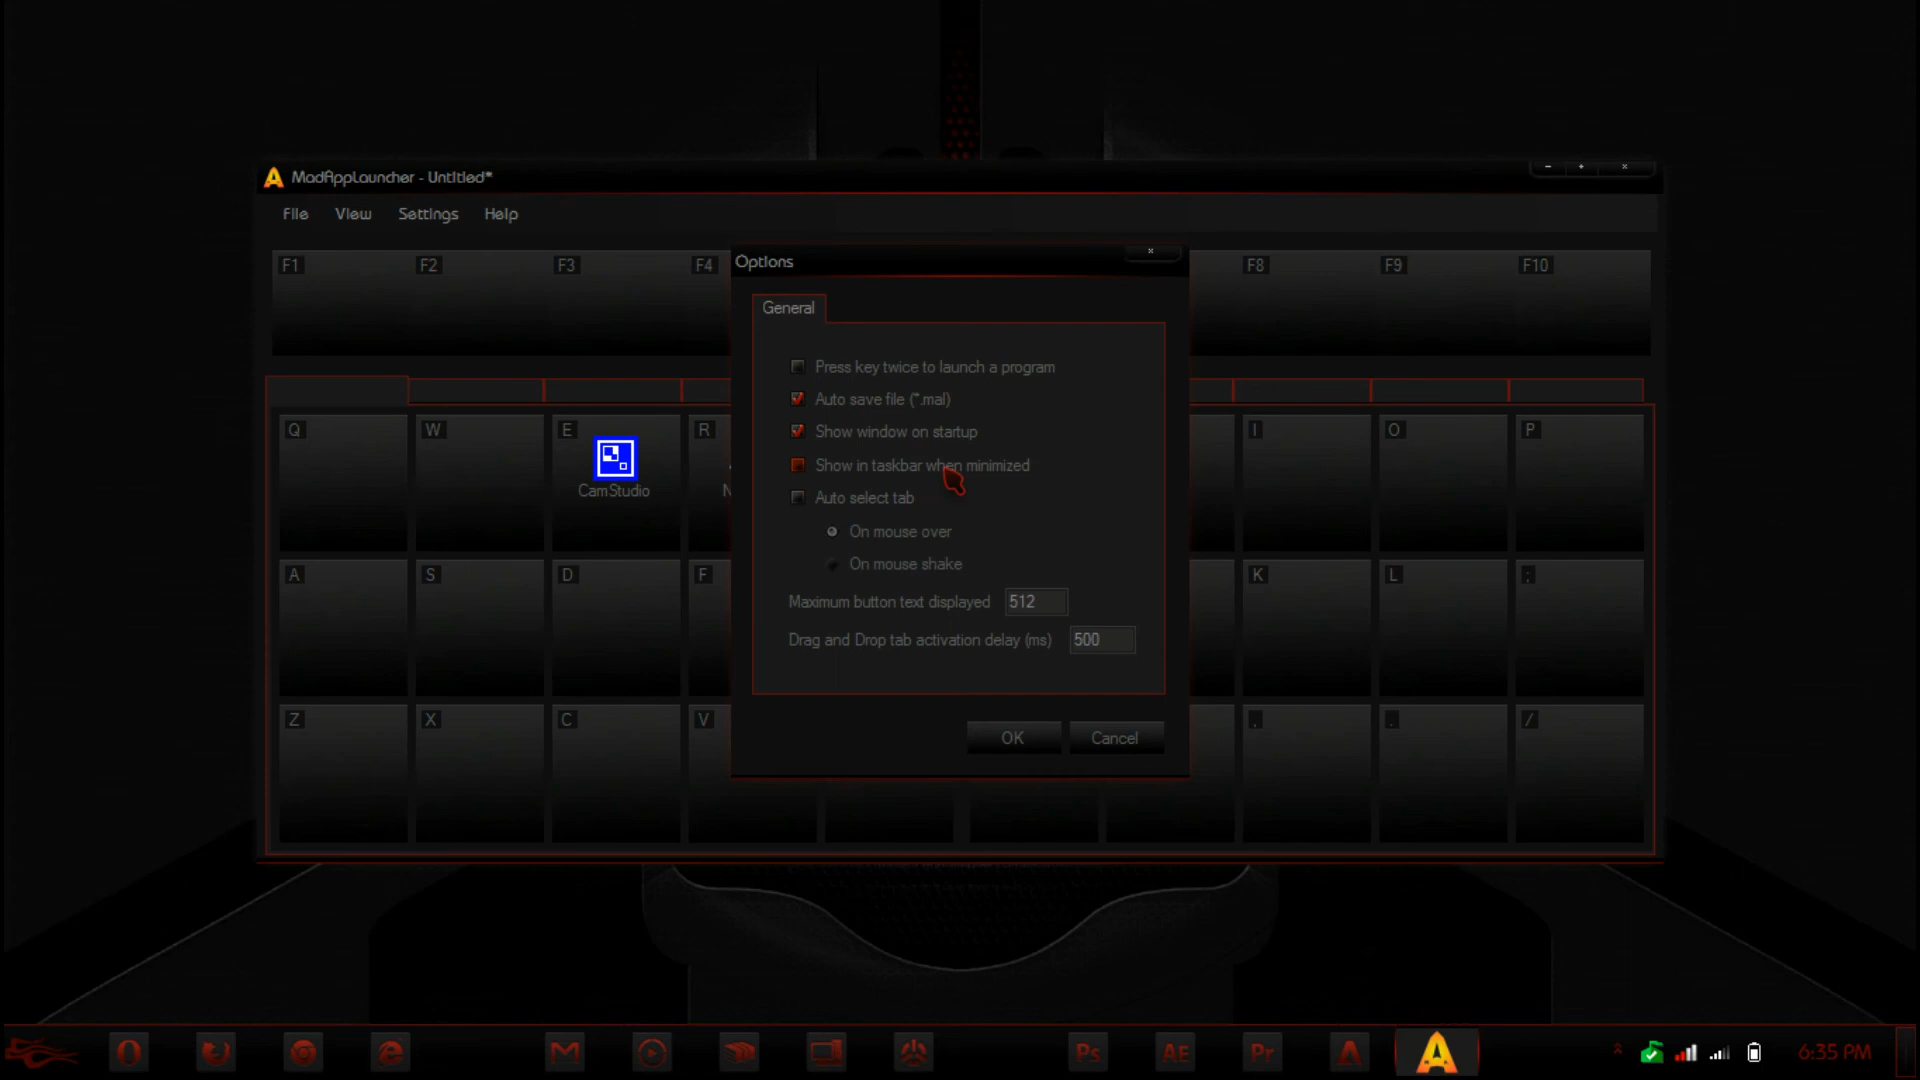 MadAppLauncher - Untitled*
File View Settings Help
F1 F2 F3 F4 F8 F9 F10
Options
General
Press key twice to launch a program
Auto save file (*.mal)
Show window on startup
Show in taskbar when minimized
Auto select tab
On mouse over
On mouse shake
Maximum button text displayed 512
Drag and Drop tab activation delay (ms) 500
OK Cancel
Q W E R I O P
CamStudio N
A S D F K L ;
Z X C V , . /
M Ps AE Pr 6:35 PM